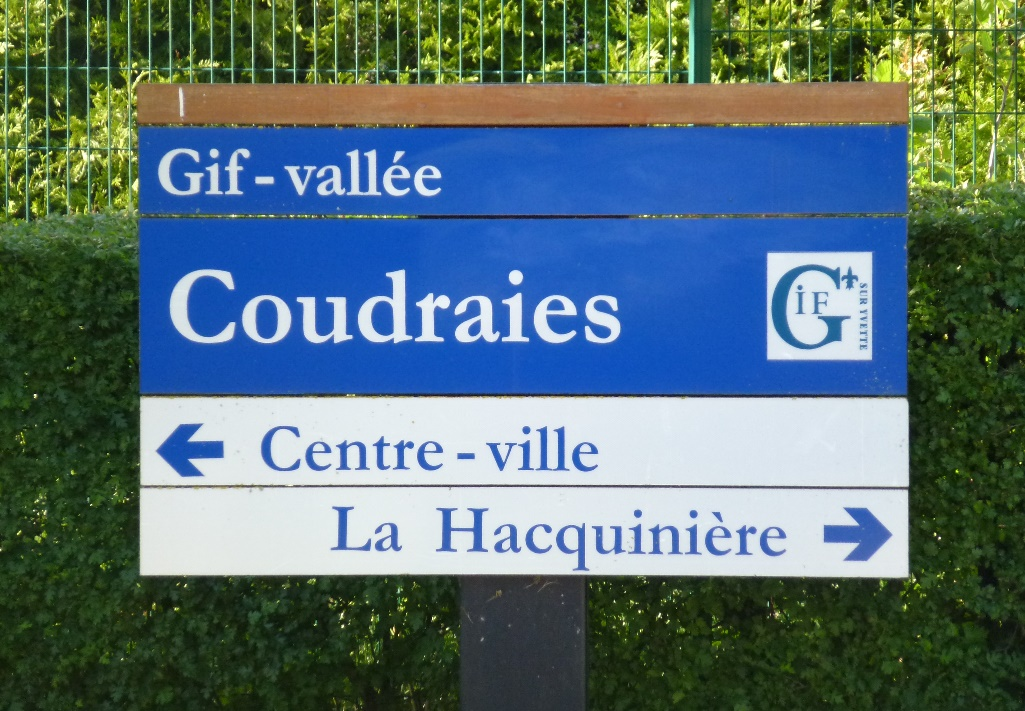 Gif - vallée
Coudraies
GIF
SUR YVETTE
Centre - ville
La Hacquinière